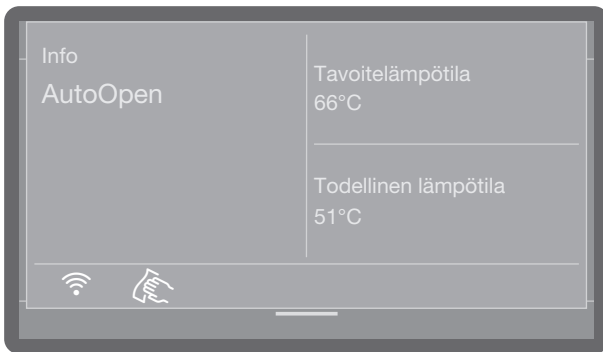 Info
AutoOpen
Tavoitelämpötila
66°C
Todellinen lämpötila
51°C